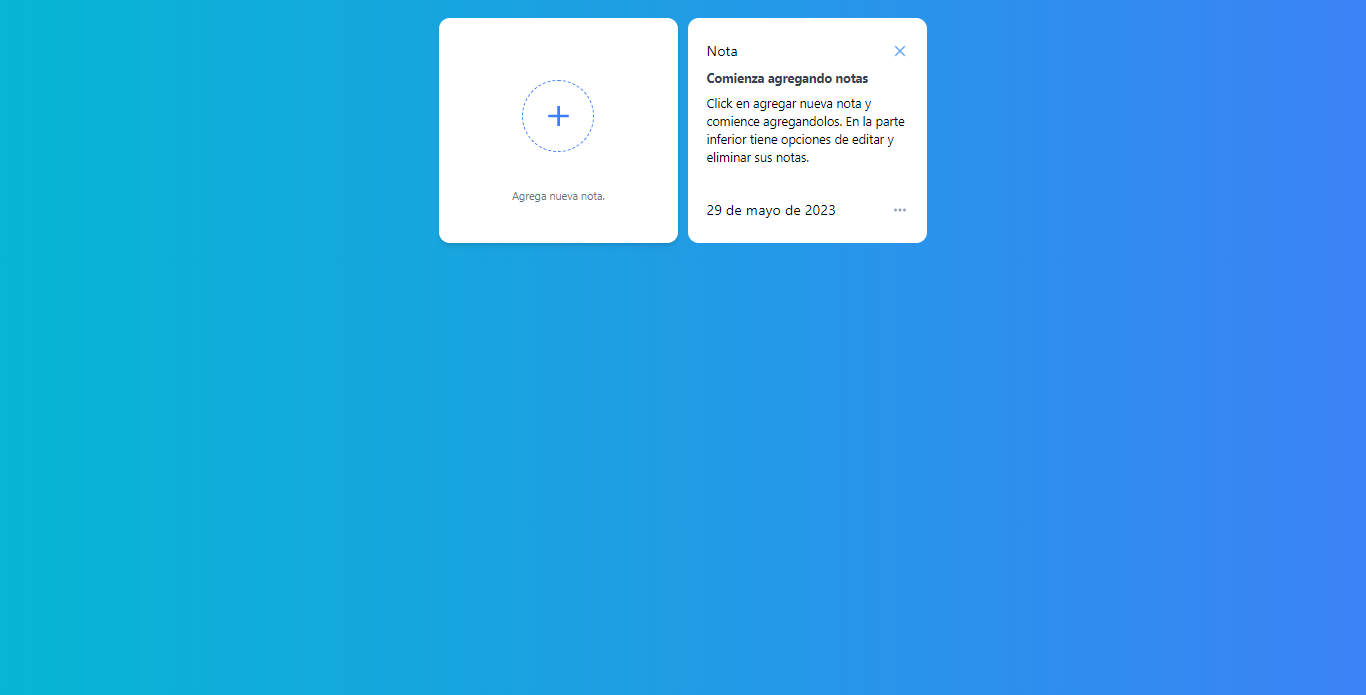 Agrega nueva nota.
Nota
Comienza agregando notas
Click en agregar nueva nota y
comience agregandolos. En la parte
inferior tiene opciones de editar y
eliminar sus notas.
29 de mayo de 2023